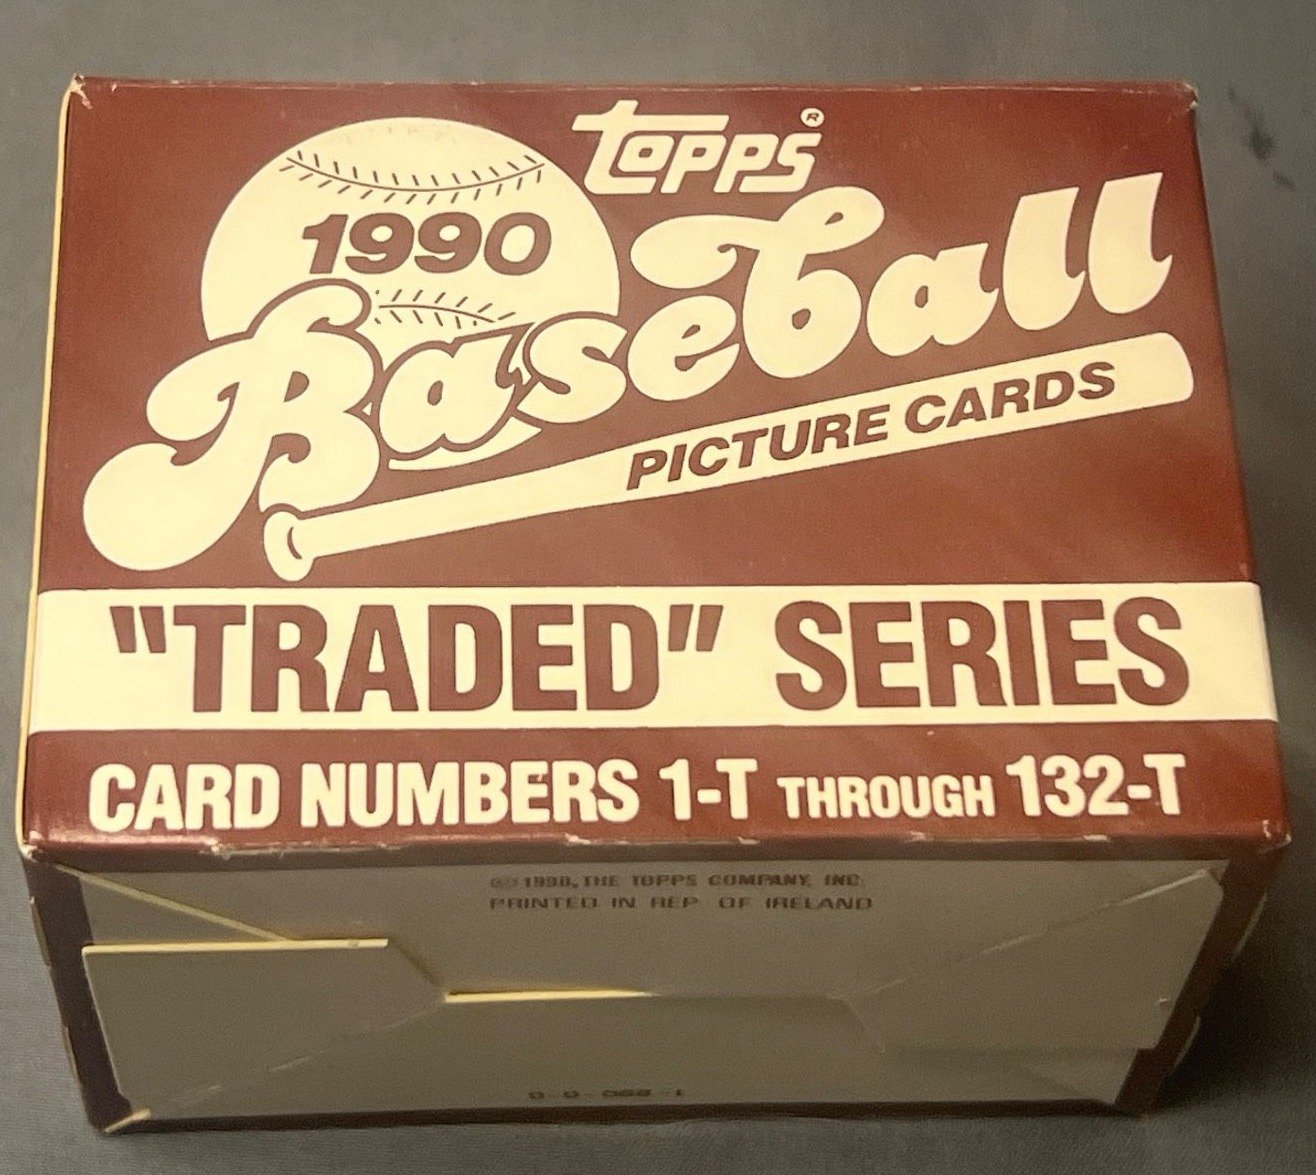 topps®
1990
Baseball
PICTURE CARDS
"TRADED" SERIES
CARD NUMBERS 1-T THROUGH 132-T
© 1990, THE TOPPS COMPANY, INC.
PRINTED IN REP. OF IRELAND